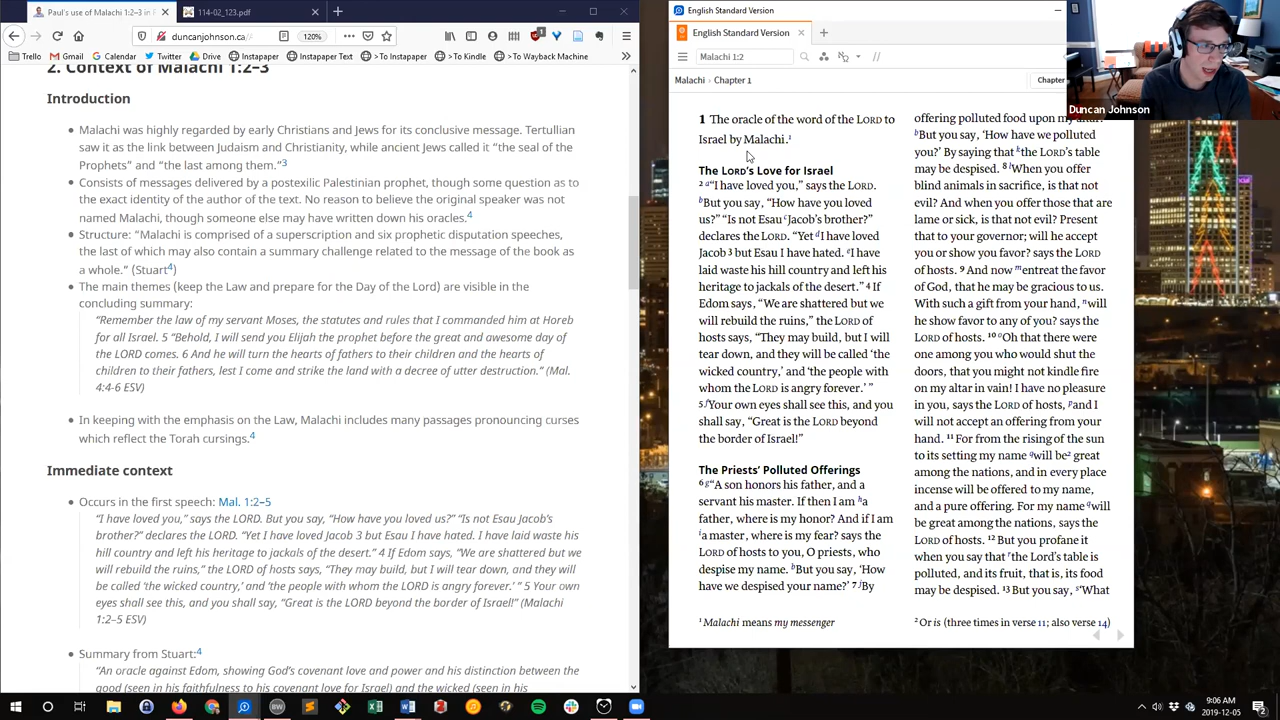 Paul's use of Malachi 1:2–3 in
114-02_123.pdf
duncanjohnson.ca/
120%
Trello
Import
Gmail
Twitter
Drive
Instapaper
Instapaper Text
>To Instapaper
>To Kindle
>To Wayback Machine
2. Context of Malachi 1:2–3
Introduction
Malachi was highly regarded by early Christians and Jews for its conclusive message. Tertullian
saw it as the link between Judaism and Christianity, while ancient Jews called it “the seal of the
Prophets” and “the last among them.”3
Consists of messages delivered by a postexilic Palestinian prophet, though some question as to
the exact identity of the author of the text. No reason to believe the original speaker was not
named Malachi, though someone else may have written down his oracles.4
Structure: “Malachi is comprised of a superscription and six prophetic disputation speeches,
the last of which may also contain a summary challenge related to the message of the book as
a whole.” (Stuart4)
The main themes (keep the Law and prepare for the Day of the Lord) are visible in the
concluding summary:
“Remember the law of my servant Moses, the statutes and rules that I commanded him at Horeb
for all Israel. 5 “Behold, I will send you Elijah the prophet before the great and awesome day of
the LORD comes. 6 And he will turn the hearts of fathers to their children and the hearts of
children to their fathers, lest I come and strike the land with a decree of utter destruction.” (Mal.
4:4-6 ESV)
In keeping with the emphasis on the Law, Malachi includes many passages pronouncing curses
which reflect the Torah cursings.4
Immediate context
Occurs in the first speech: Mal. 1:2–5
“I have loved you,” says the LORD. But you say, “How have you loved us?” “Is not Esau Jacob’s
brother?” declares the LORD. “Yet I have loved Jacob 3 but Esau I have hated. I have laid waste his
hill country and left his heritage to jackals of the desert.” 4 If Edom says, “We are shattered but we
will rebuild the ruins,” the LORD of hosts says, “They may build, but I will tear down, and they will
be called ‘the wicked country,’ and ‘the people with whom the LORD is angry forever.’ ” 5 Your own
eyes shall see this, and you shall say, “Great is the LORD beyond the border of Israel!” (Malachi
1:2–5 ESV)
Summary from Stuart:4
“An oracle against Edom, showing God’s covenant love and power and his distinction between the
good (seen in his faithfulness to his covenant love for Israel) and the wicked (seen in his
English Standard Version
English Standard Version
Malachi 1:2
Malachi › Chapter 1
Chapter
1 The oracle of the word of the LORD to
Israel by Malachi.1
The LORD’s Love for Israel
2 a“I have loved you,” says the LORD.
bBut you say, “How have you loved
us?” “Is not Esau cJacob’s brother?”
declares the LORD. “Yet dI have loved
Jacob 3 but Esau I have hated. eI have
laid waste his hill country and left his
heritage to jackals of the desert.” 4 If
Edom says, “We are shattered but we
will rebuild the ruins,” the LORD of
hosts says, “They may build, but I will
tear down, and they will be called ‘the
wicked country,’ and ‘the people with
whom the LORD is angry forever.’ ”
5 fYour own eyes shall see this, and you
shall say, “Great is the LORD beyond
the border of Israel!”
The Priests’ Polluted Offerings
6 g“A son honors his father, and a
servant his master. If then I am ha
father, where is my honor? And if I am
ia master, where is my fear? says the
LORD of hosts to you, O priests, who
despise my name. bBut you say, ‘How
have we despised your name?’ 7 jBy
1 Malachi means my messenger
offering polluted food upon my altar.
bBut you say, ‘How have we polluted
you?’ By saying that kthe LORD’s table
may be despised. 8 lWhen you offer
blind animals in sacrifice, is that not
evil? And when you offer those that are
lame or sick, is that not evil? Present
that to your governor; will he accept
you or show you favor? says the LORD
of hosts. 9 And now mentreat the favor
of God, that he may be gracious to us.
With such a gift from your hand, nwill
he show favor to any of you? says the
LORD of hosts. 10 oOh that there were
one among you who would shut the
doors, that you might not kindle fire
on my altar in vain! I have no pleasure
in you, says the LORD of hosts, pand I
will not accept an offering from your
hand. 11 For from the rising of the sun
to its setting my name qwill be2 great
among the nations, and in every place
incense will be offered to my name,
and a pure offering. For my name qwill
be great among the nations, says the
LORD of hosts. 12 But you profane it
when you say that rthe Lord’s table is
polluted, and its fruit, that is, its food
may be despised. 13 But you say, s‘What
2 Or is (three times in verse 11; also verse 14)
Duncan Johnson
9:06 AM
2019-12-05